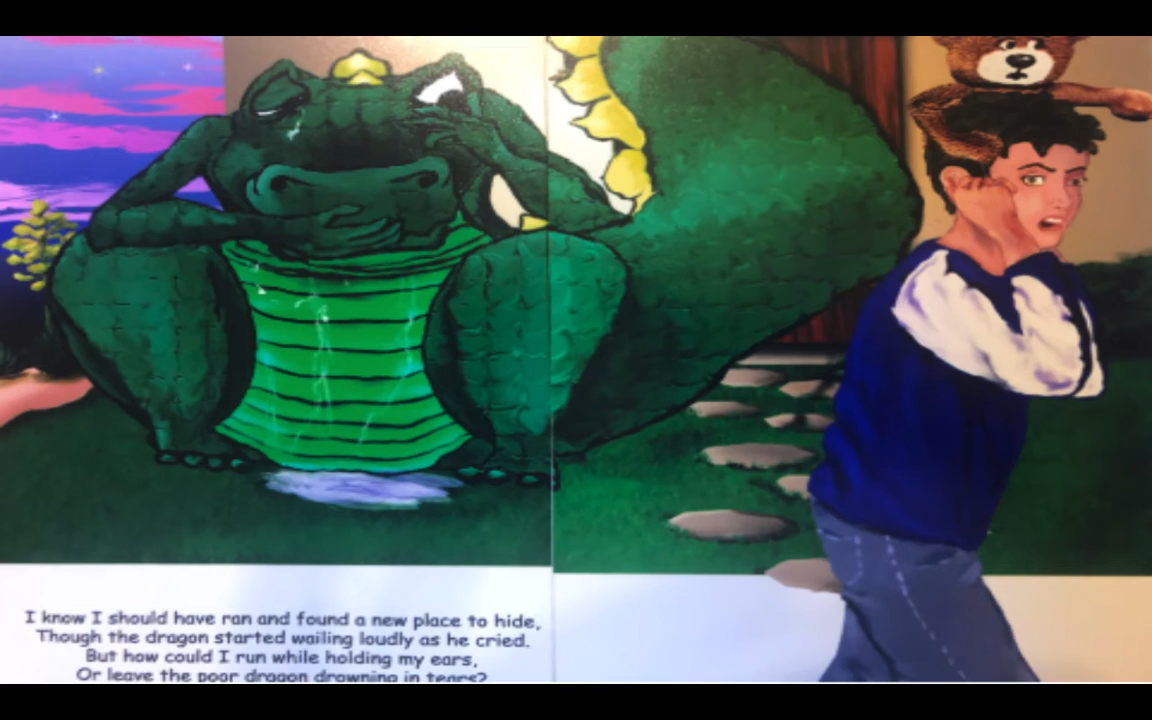 I know I should have ran and found a new place to hide,
Though the dragon started wailing loudly as he cried.
But how could I run while holding my ears,
Or leave the poor dragon drowning in tears?